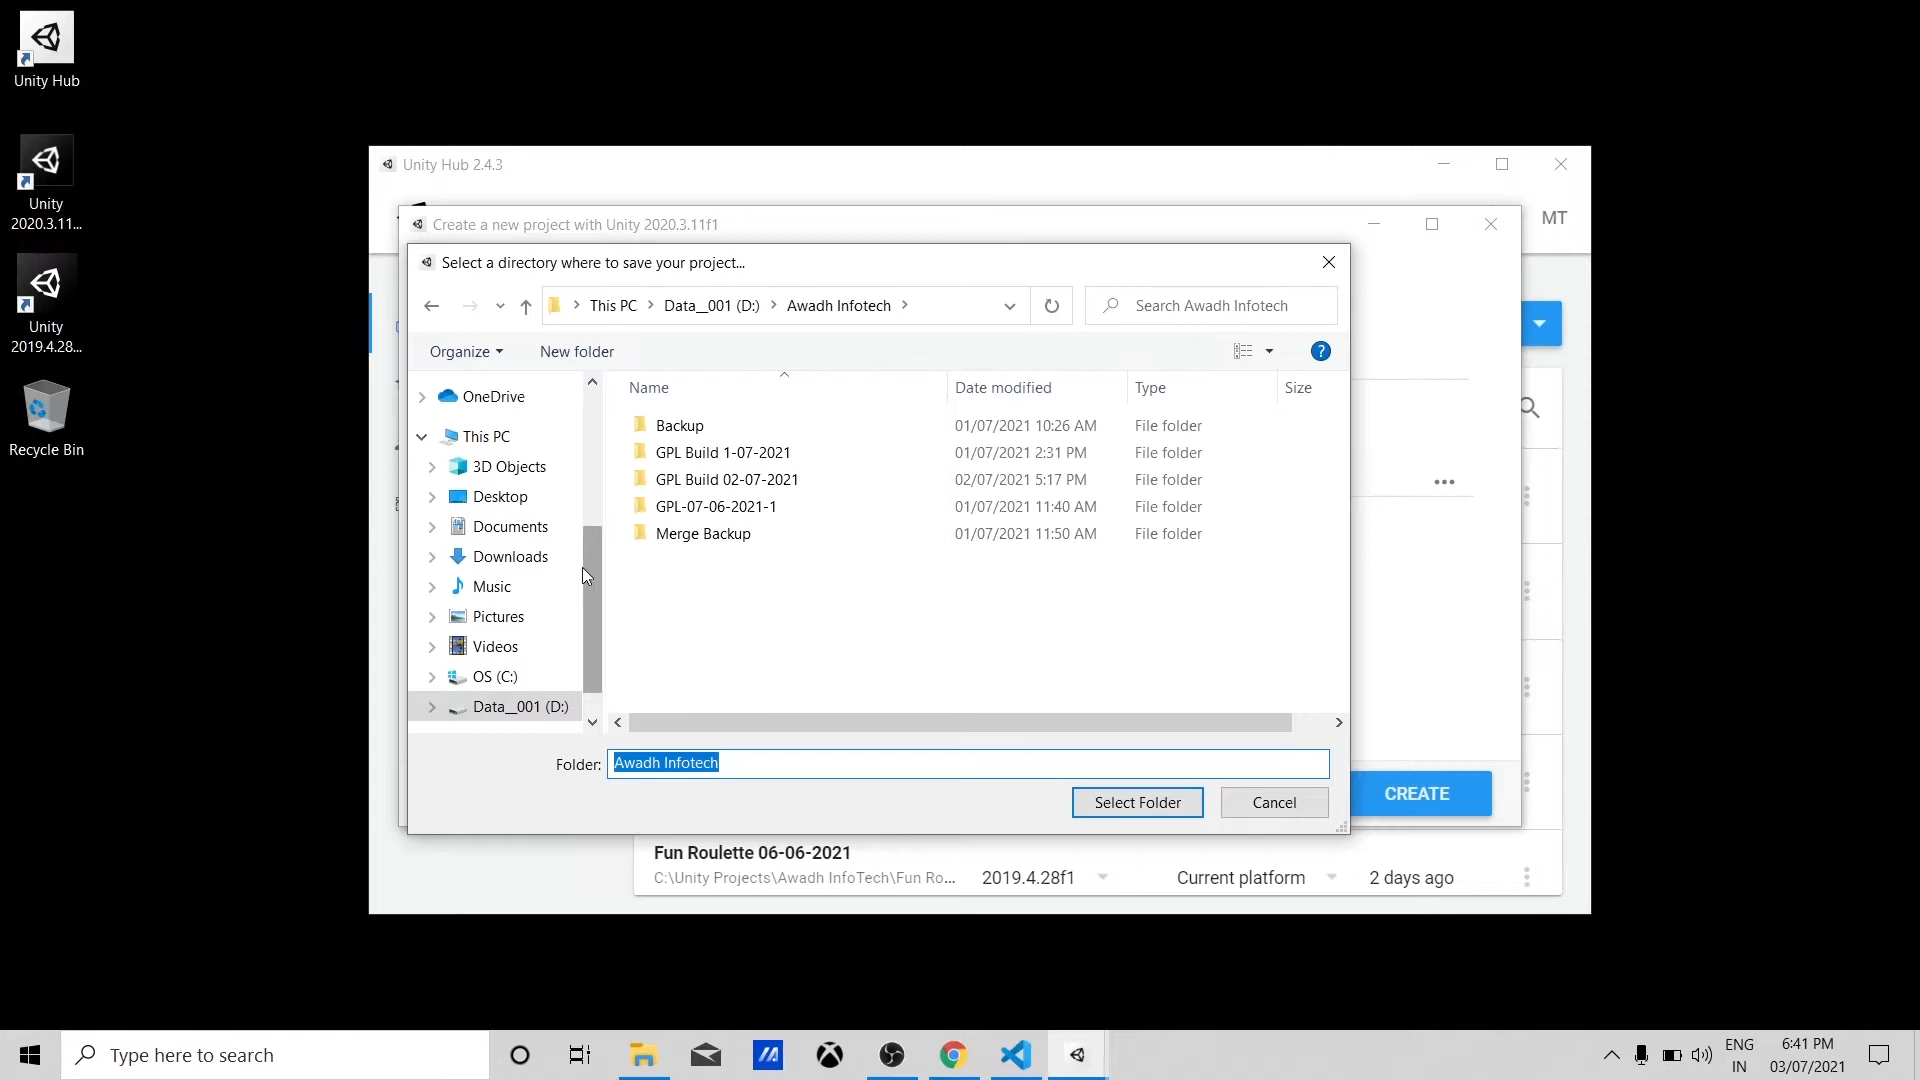 Unity Hub
Unity
2020.3.11...
Unity
2019.4.28...
Recycle Bin
Unity Hub 2.4.3
MT
Create a new project with Unity 2020.3.11f1
Select a directory where to save your project...
This PC > Data__001 (D:) > Awadh Infotech >
Search Awadh Infotech
Organize
New folder
?
OneDrive
This PC
3D Objects
Desktop
Documents
Downloads
Music
Pictures
Videos
OS (C:)
Data__001 (D:)
Name Date modified Type Size
Backup 01/07/2021 10:26 AM File folder
GPL Build 1-07-2021 01/07/2021 2:31 PM File folder
GPL Build 02-07-2021 02/07/2021 5:17 PM File folder
GPL-07-06-2021-1 01/07/2021 11:40 AM File folder
Merge Backup 01/07/2021 11:50 AM File folder
Folder: Awadh Infotech
Select Folder
Cancel
CREATE
Fun Roulette 06-06-2021
C:\Unity Projects\Awadh InfoTech\Fun Ro... 2019.4.28f1 Current platform 2 days ago
Type here to search
ENG
IN
6:41 PM
03/07/2021